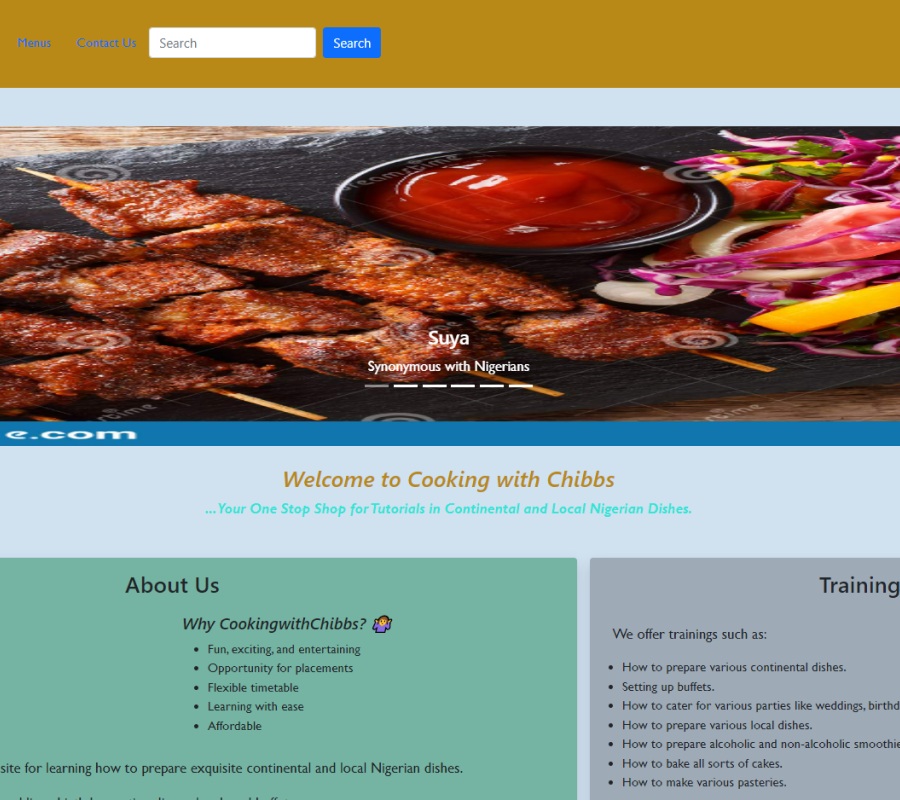 Menus
Contact Us
Search
Search
Suya
Synonymous with Nigerians
e.com
Welcome to Cooking with Chibbs
...Your One Stop Shop for Tutorials in Continental and Local Nigerian Dishes.
About Us
Why CookingwithChibbs?
Fun, exciting, and entertaining
Opportunity for placements
Flexible timetable
Learning with ease
Affordable
site for learning how to prepare exquisite continental and local Nigerian dishes.
Training
We offer trainings such as:
How to prepare various continental dishes.
Setting up buffets.
How to cater for various parties like weddings, birthd
How to prepare various local dishes.
How to prepare alcoholic and non-alcoholic smoothie
How to bake all sorts of cakes.
How to make various pasteries.